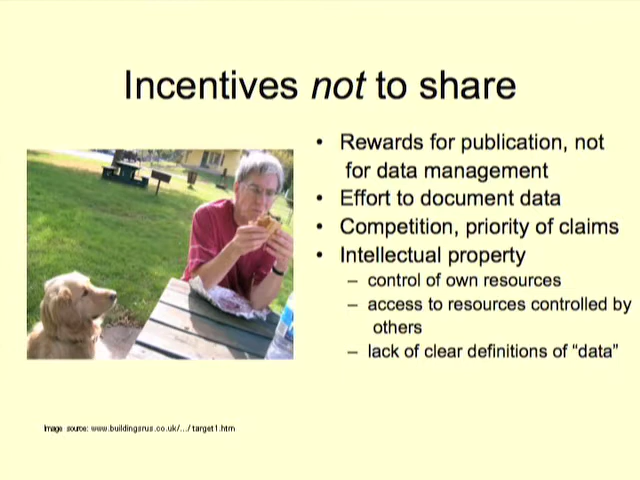 Incentives not to share
• Rewards for publication, not
for data management
• Effort to document data
• Competition, priority of claims
• Intellectual property
– control of own resources
– access to resources controlled by
others
– lack of clear definitions of “data”
Image source: www.buildingsrus.co.uk/.../ target1.htm